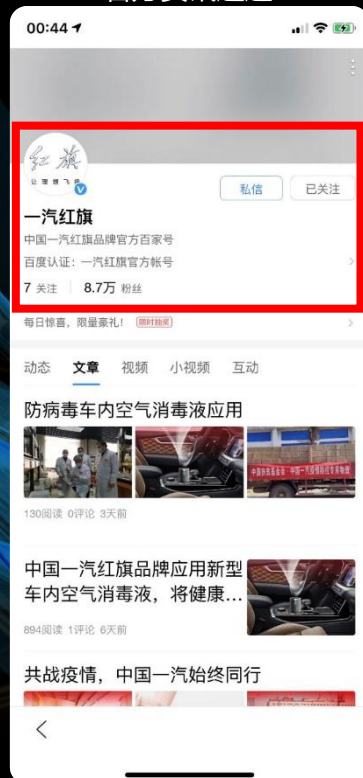 00:44
红旗
让理想飞扬
私信
已关注
一汽红旗
中国一汽红旗品牌官方百家号
百度认证：一汽红旗官方帐号
7 关注 8.7万 粉丝
每日惊喜，限量豪礼! 限时抽奖
动态 文章 视频 小视频 互动
防病毒车内空气消毒液应用
130阅读 0评论 3天前
中国一汽红旗品牌应用新型
车内空气消毒液，将健康...
894阅读 1评论 6天前
共战疫情，中国一汽始终同行